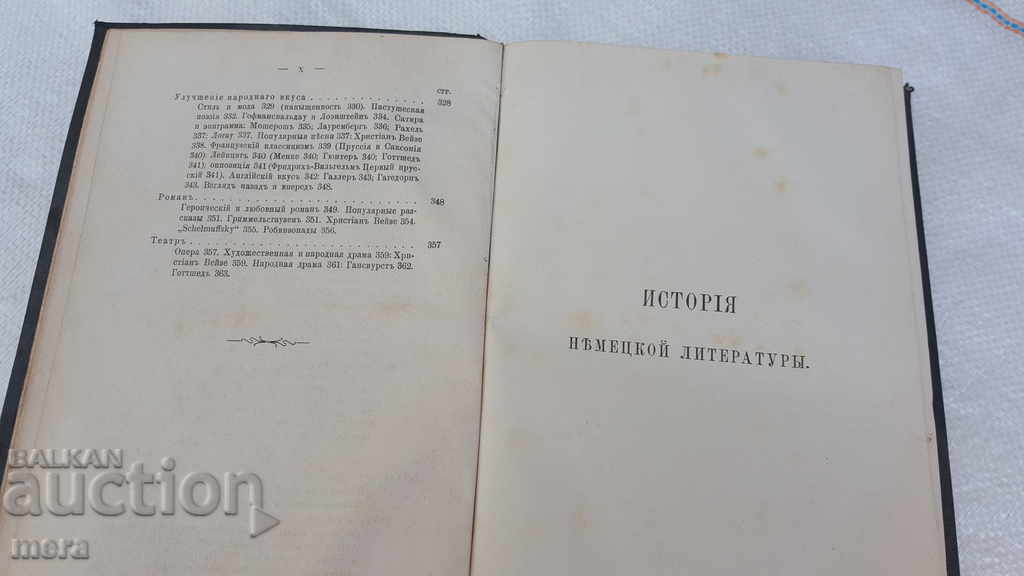 — X —
стр.
Улучшеніе народнаго вкуса . . . . . . . . . . . . . 328
Стиль и мода 329 (напыщенность 330). Пастушеская
поэзія 332. Гофмансвальдау и Лоэнштейнъ 334. Сатира
и эпиграмма: Мошерошъ 335; Лаурембергъ 336; Рахель
337; Логау 337. Популярныя пѣсни 337: Христіанъ Вейзе
338. Французскій классицизмъ 339 (Пруссія и Саксонія
340). Лейпцигъ 340 (Менке 340; Гюнтеръ 340; Готтшедъ
341); оппозиція 341 (Фридрихъ-Вильгельмъ Первый прус-
скій 341). Англійскій вкусъ 342: Галлеръ 343; Гагедорнъ
343. Взглядъ назадъ и впередъ 348.
Романъ . . . . . . . . . . . . . . . . . . . . . . . . 348
Героическій и любовный романъ 349. Популярные раз-
сказы 351. Гриммельсгаузенъ 351. Христіанъ Вейзе 354.
„Schelmuffsky“ 355. Робинзонады 356.
Театръ . . . . . . . . . . . . . . . . . . . . . . . . 357
Опера 357. Художественная и народная драма 359: Хри-
стіанъ Вейзе 359. Народная драма 361: Гансвурстъ 362.
Готтшедъ 363.
ИСТОРІЯ
НѢМЕЦКОЙ ЛИТЕРАТУРЫ.
BALKAN
auction
mera